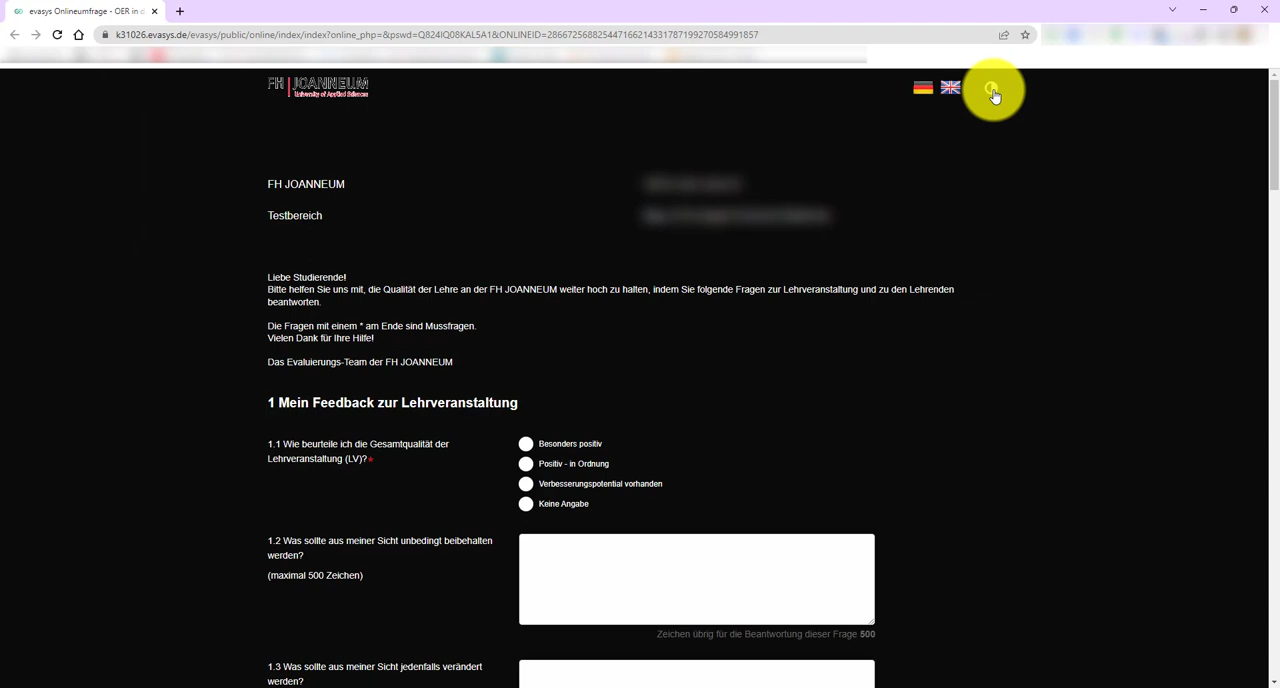 evasys Onlineumfrage - OER in d
k31026.evasys.de/evasys/public/online/index/index?online_php=&pswd=Q824IQ08KAL5A1&ONLINEID=286672568825447166214331787199270584991857
FH JOANNEUM
University of Applied Sciences
FH JOANNEUM
Testbereich
Liebe Studierende!
Bitte helfen Sie uns mit, die Qualität der Lehre an der FH JOANNEUM weiter hoch zu halten, indem Sie folgende Fragen zur Lehrveranstaltung und zu den Lehrenden
beantworten.
Die Fragen mit einem * am Ende sind Mussfragen.
Vielen Dank für Ihre Hilfe!
Das Evaluierungs-Team der FH JOANNEUM
1 Mein Feedback zur Lehrveranstaltung
1.1 Wie beurteile ich die Gesamtqualität der
Lehrveranstaltung (LV)?*
Besonders positiv
Positiv - in Ordnung
Verbesserungspotential vorhanden
Keine Angabe
1.2 Was sollte aus meiner Sicht unbedingt beibehalten
werden?
(maximal 500 Zeichen)
Zeichen übrig für die Beantwortung dieser Frage 500
1.3 Was sollte aus meiner Sicht jedenfalls verändert
werden?